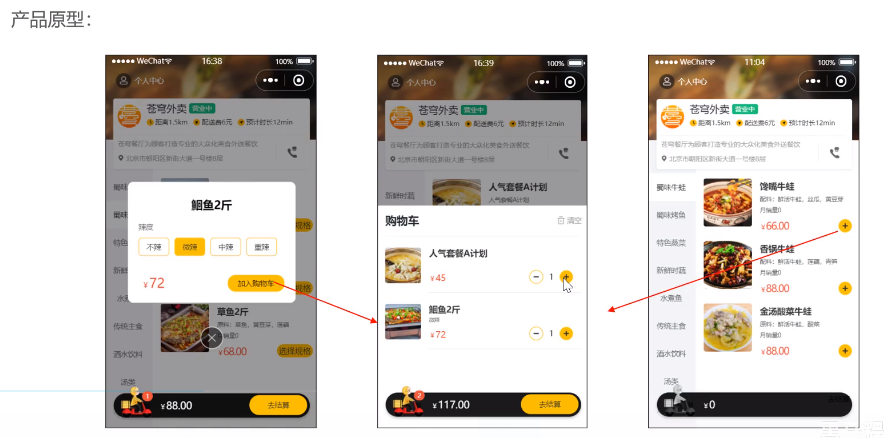 产品原型：
WeChat 16:38 100%
个人中心
苍穹外卖 营业中
距离1.5km 配送费6元 预计时长12min
苍穹餐厅为顾客打造专业的大众化美食外送餐饮
北京市朝阳区新街大道一号楼8层
蜀味
鮰鱼2斤
辣度
不辣 微辣 中辣 重辣
¥72 加入购物车
蜀味
特色
新鲜
水煮
传统主食
酒水饮料
汤类
规格
草鱼2斤
原料：草鱼，黄豆芽，莲藕
月销量0
¥68.00 选择规格
1
¥88.00 去结算
WeChat 16:39 100%
个人中心
苍穹外卖 营业中
距离1.5km 配送费6元 预计时长12min
苍穹餐厅为顾客打造专业的大众化美食外送餐饮
北京市朝阳区新街大道一号楼8层
新鲜时蔬
人气套餐A计划
人气套餐A计划
购物车 清空
人气套餐A计划
¥45 1
鮰鱼2斤
微辣
¥72 1
2
¥117.00 去结算
WeChat 11:04 100%
个人中心
苍穹外卖 营业中
距离1.5km 配送费6元 预计时长12min
苍穹餐厅为顾客打造专业的大众化美食外送餐饮
北京市朝阳区新街大道一号楼8层
蜀味牛蛙
蜀味烤鱼
特色蒸菜
新鲜时蔬
水煮鱼
传统主食
酒水饮料
汤类
馋嘴牛蛙
配料：鲜活牛蛙，丝瓜，黄豆芽
月销量0
¥66.00
香锅牛蛙
配料：鲜活牛蛙，莲藕，青笋
月销量0
¥88.00
金汤酸菜牛蛙
原料：鲜活牛蛙，酸菜
月销量0
¥88.00
¥0